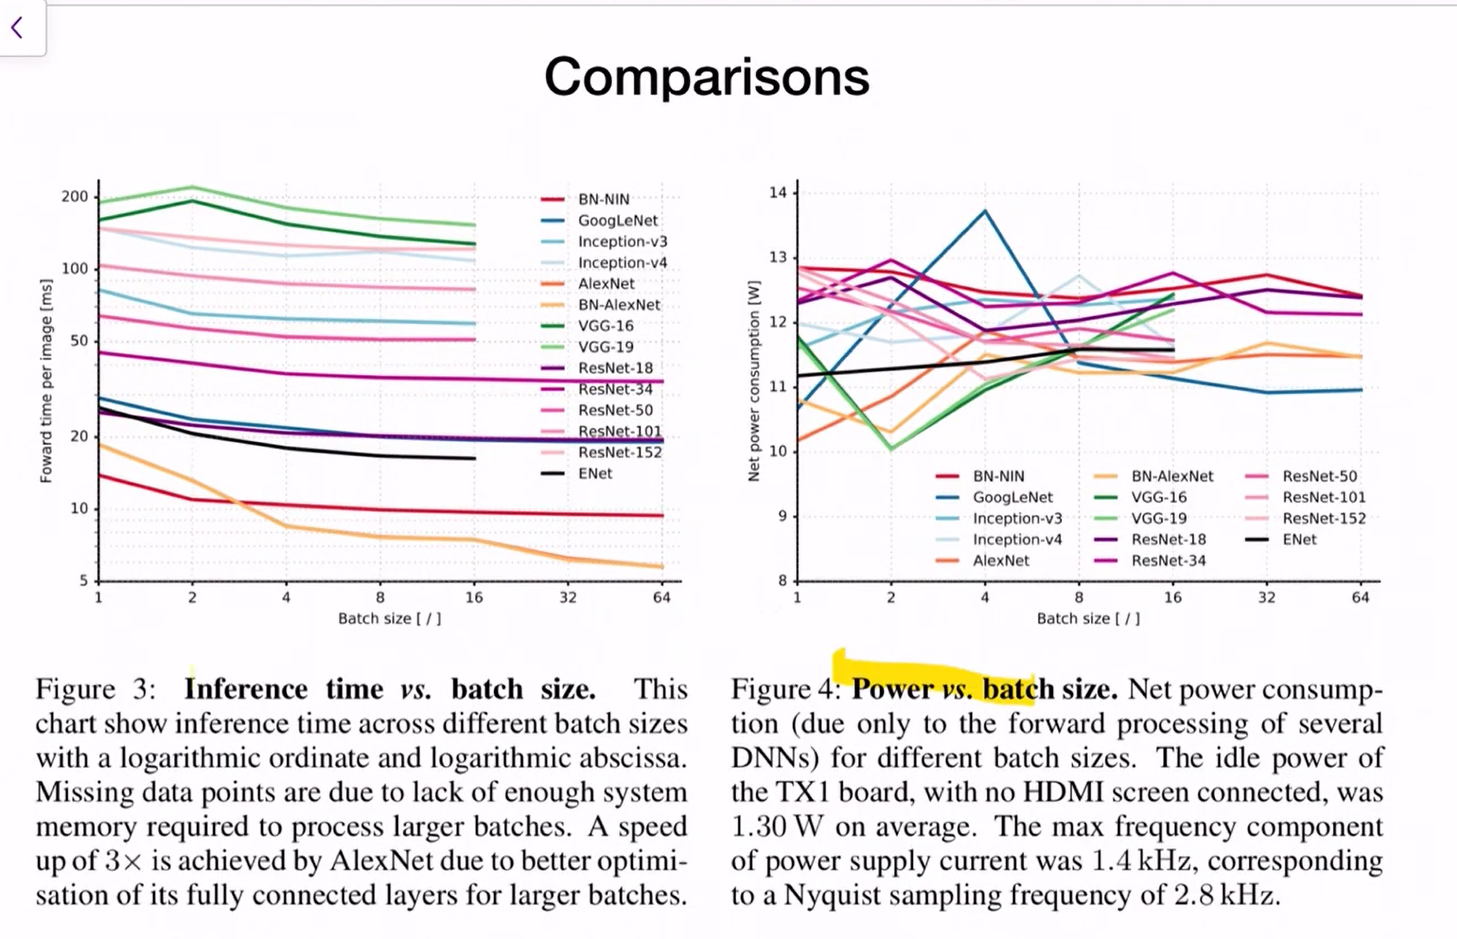 Comparisons
200
100
50
20
10
5
1 2 4 8 16 32 64
Foward time per image [ms]
Batch size [ / ]
BN-NIN
GoogLeNet
Inception-v3
Inception-v4
AlexNet
BN-AlexNet
VGG-16
VGG-19
ResNet-18
ResNet-34
ResNet-50
ResNet-101
ResNet-152
ENet
14
13
12
11
10
9
8
1 2 4 8 16 32 64
Net power consumption [W]
Batch size [ / ]
BN-NIN
GoogLeNet
Inception-v3
Inception-v4
AlexNet
BN-AlexNet
VGG-16
VGG-19
ResNet-18
ResNet-34
ResNet-50
ResNet-101
ResNet-152
ENet
Figure 3: Inference time vs. batch size. This
chart show inference time across different batch sizes
with a logarithmic ordinate and logarithmic abscissa.
Missing data points are due to lack of enough system
memory required to process larger batches. A speed
up of 3× is achieved by AlexNet due to better optimi-
sation of its fully connected layers for larger batches.
Figure 4: Power vs. batch size. Net power consump-
tion (due only to the forward processing of several
DNNs) for different batch sizes. The idle power of
the TX1 board, with no HDMI screen connected, was
1.30 W on average. The max frequency component
of power supply current was 1.4 kHz, corresponding
to a Nyquist sampling frequency of 2.8 kHz.